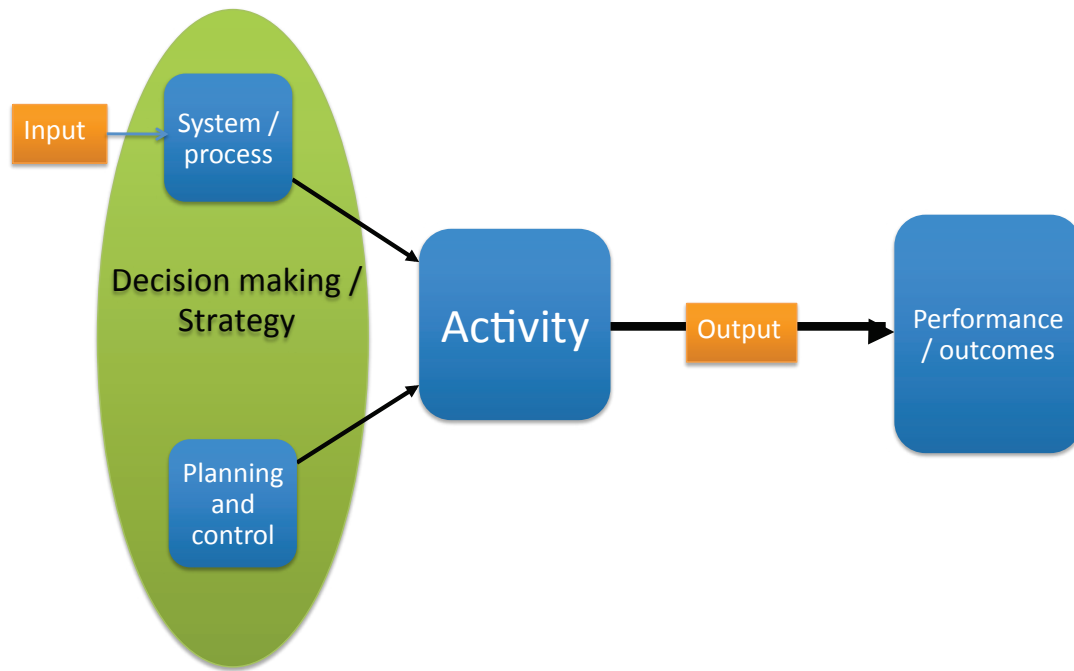 Input
System /
process
Decision making /
Strategy
Planning
and
control
Activity
Output
Performance
/ outcomes